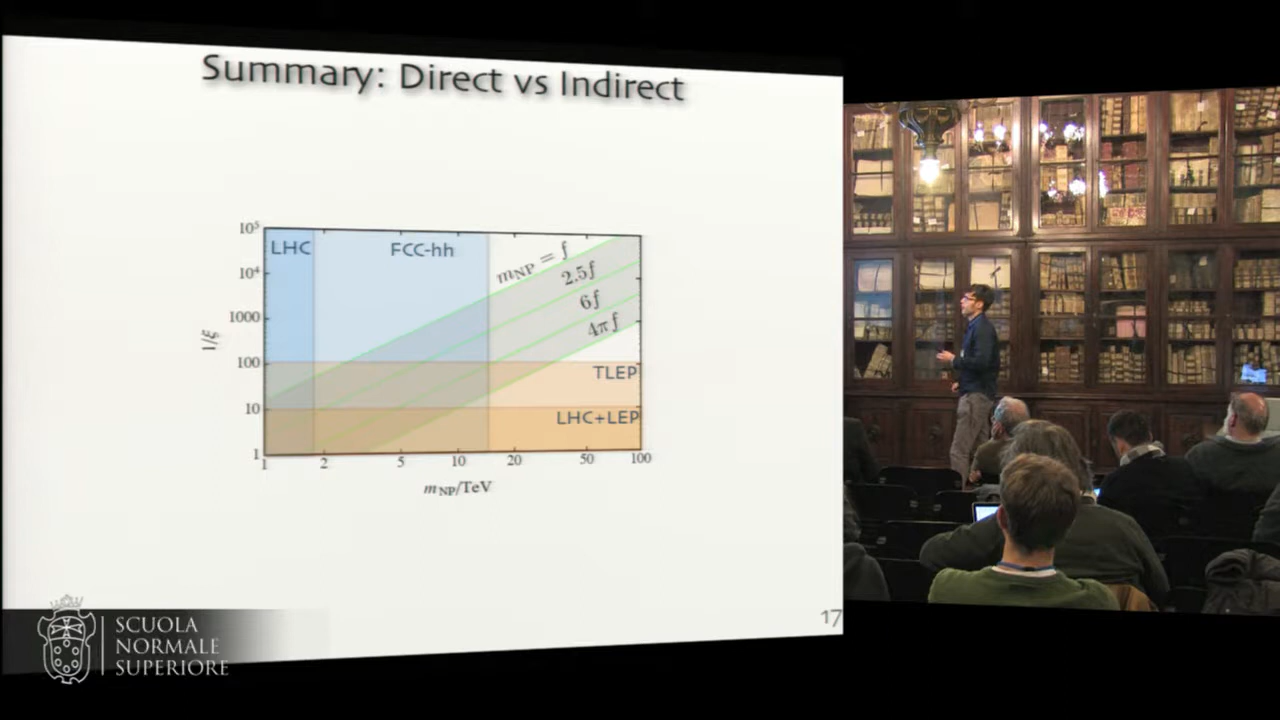 Summary: Direct vs Indirect
10⁵
LHC
FCC-hh
m_NP = f
10⁴
2.5f
6f
1000
4πf
1/ξ
100
TLEP
10
LHC+LEP
1
1 2 5 10 20 50 100
m_NP/TeV
17
SCUOLA
NORMALE
SUPERIORE